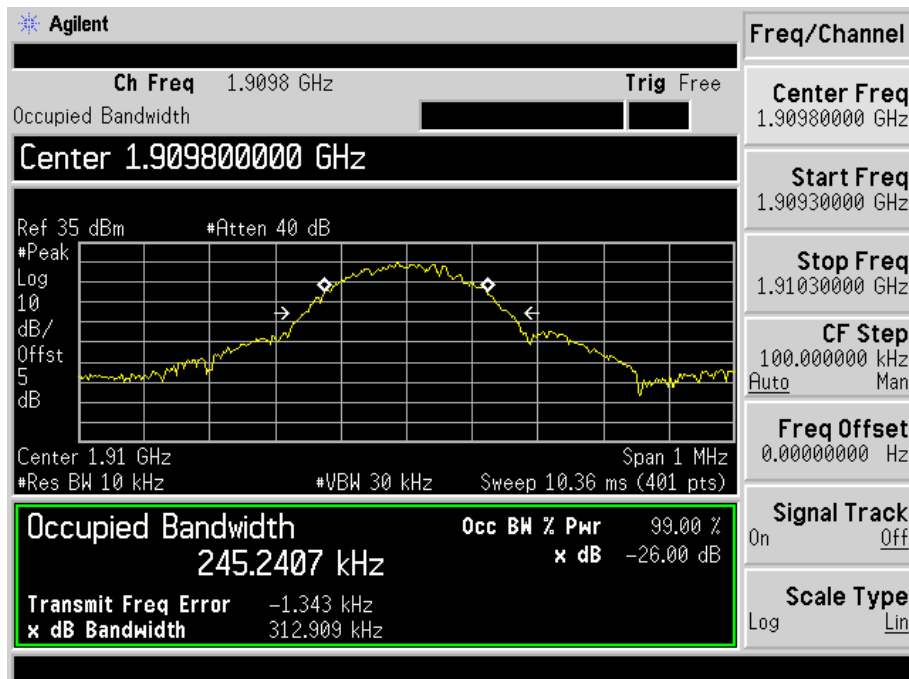 Agilent
Freq/Channel
Ch Freq 1.9098 GHz Trig Free
Occupied Bandwidth
Center 1.909800000 GHz
Ref 35 dBm #Atten 40 dB
#Peak
Log
10
dB/
Offst
5
dB
Center 1.91 GHz Span 1 MHz
#Res BW 10 kHz #VBW 30 kHz Sweep 10.36 ms (401 pts)
Occupied Bandwidth Occ BW % Pwr 99.00 %
245.2407 kHz x dB -26.00 dB
Transmit Freq Error -1.343 kHz
x dB Bandwidth 312.909 kHz
Center Freq
1.90980000 GHz
Start Freq
1.90930000 GHz
Stop Freq
1.91030000 GHz
CF Step
100.000000 kHz
Auto Man
Freq Offset
0.00000000 Hz
Signal Track
On Off
Scale Type
Log Lin